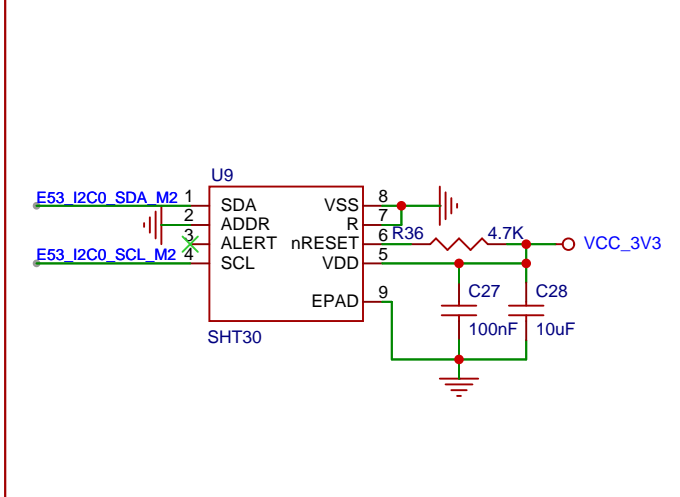 U9
E53_I2C0_SDA_M2 1 SDA VSS 8
2 ADDR R 7
3 ALERT nRESET 6 R36 4.7K VCC_3V3
E53_I2C0_SCL_M2 4 SCL VDD 5
EPAD 9
C27 C28
100nF 10uF
SHT30